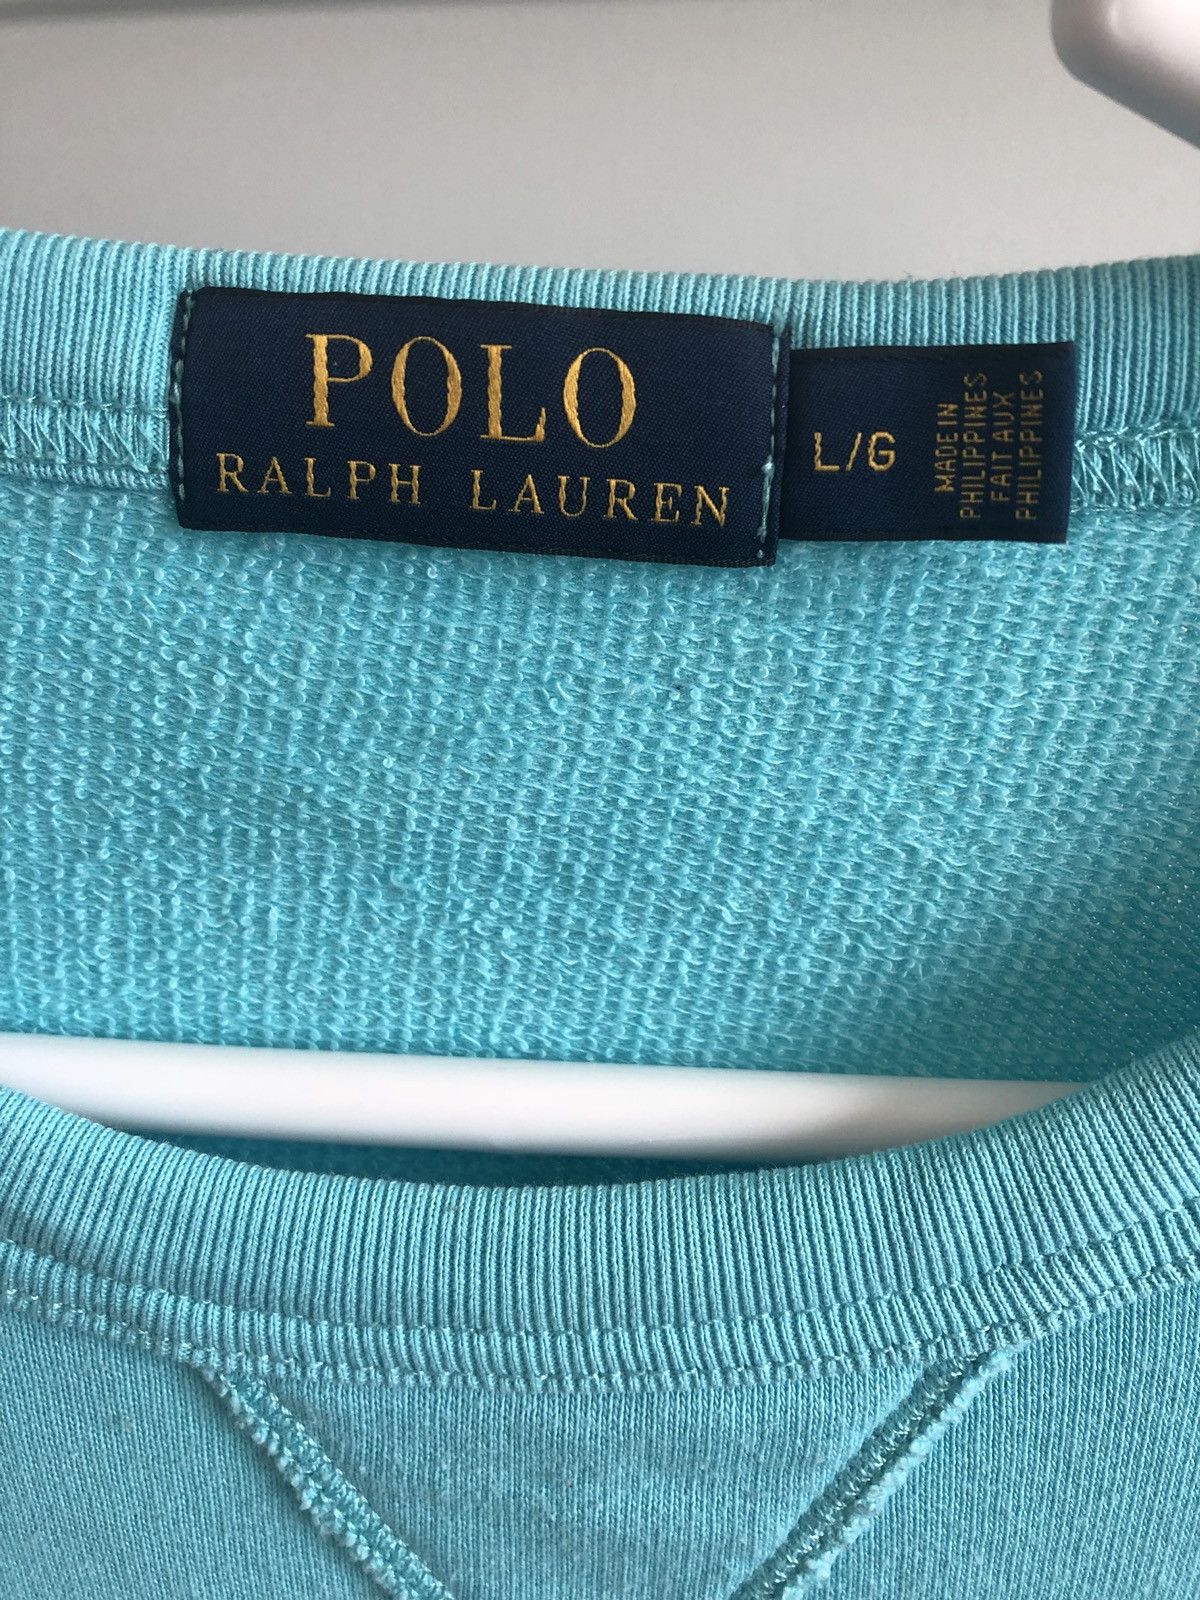 POLO
RALPH LAUREN
L/G
MADE IN
PHILIPPINES
FAIT AUX
PHILIPPINES